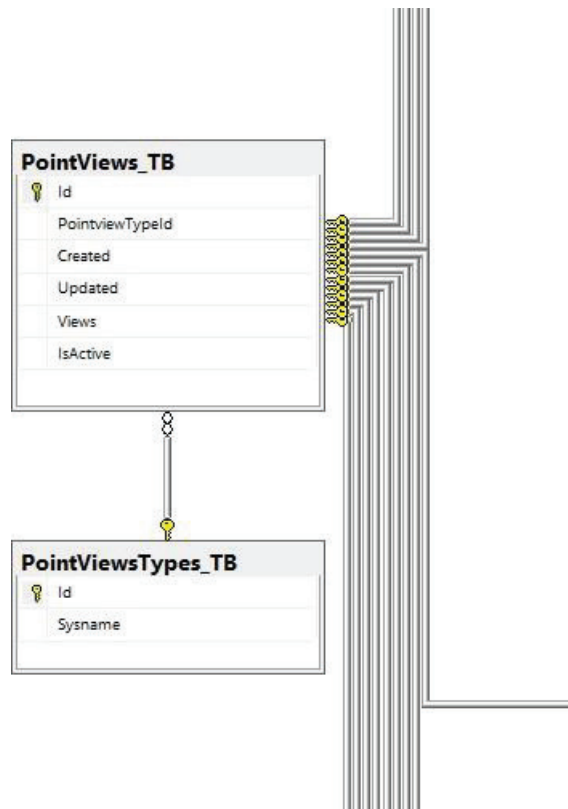 PointViews_TB
Id
PointviewTypeId
Created
Updated
Views
IsActive
PointViewsTypes_TB
Id
Sysname